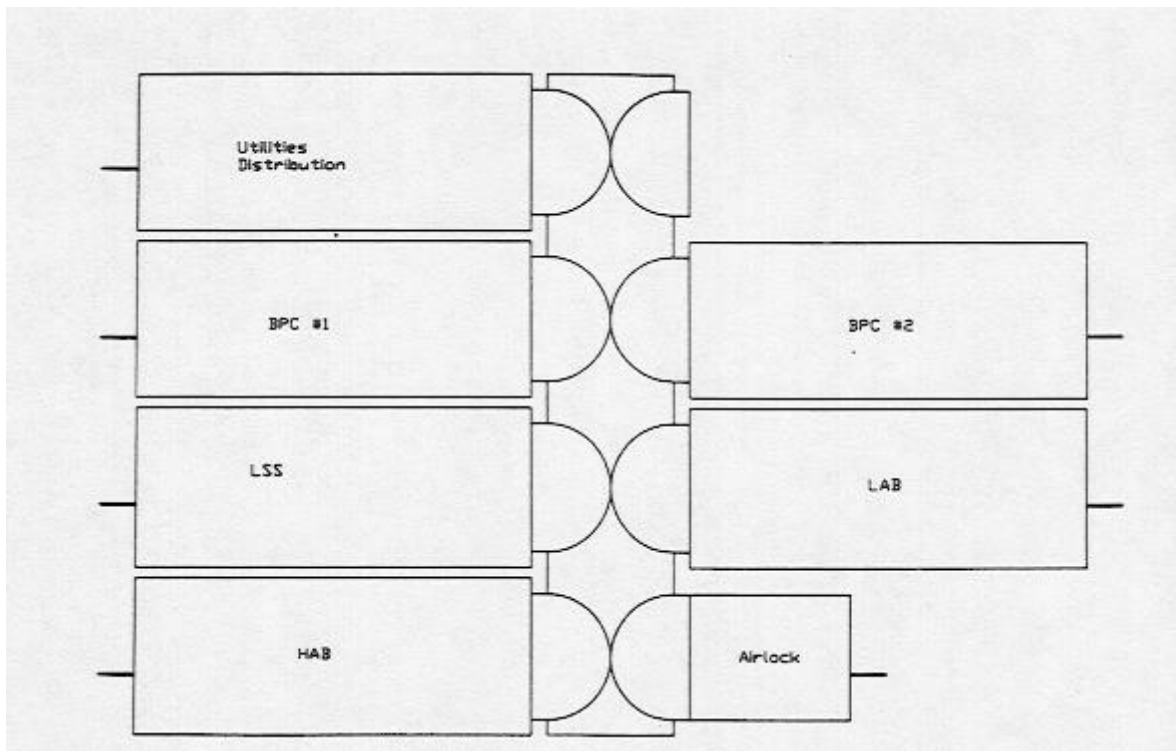 Utilities
Distribution
BPC #1
BPC #2
LSS
LAB
HAB
Airlock